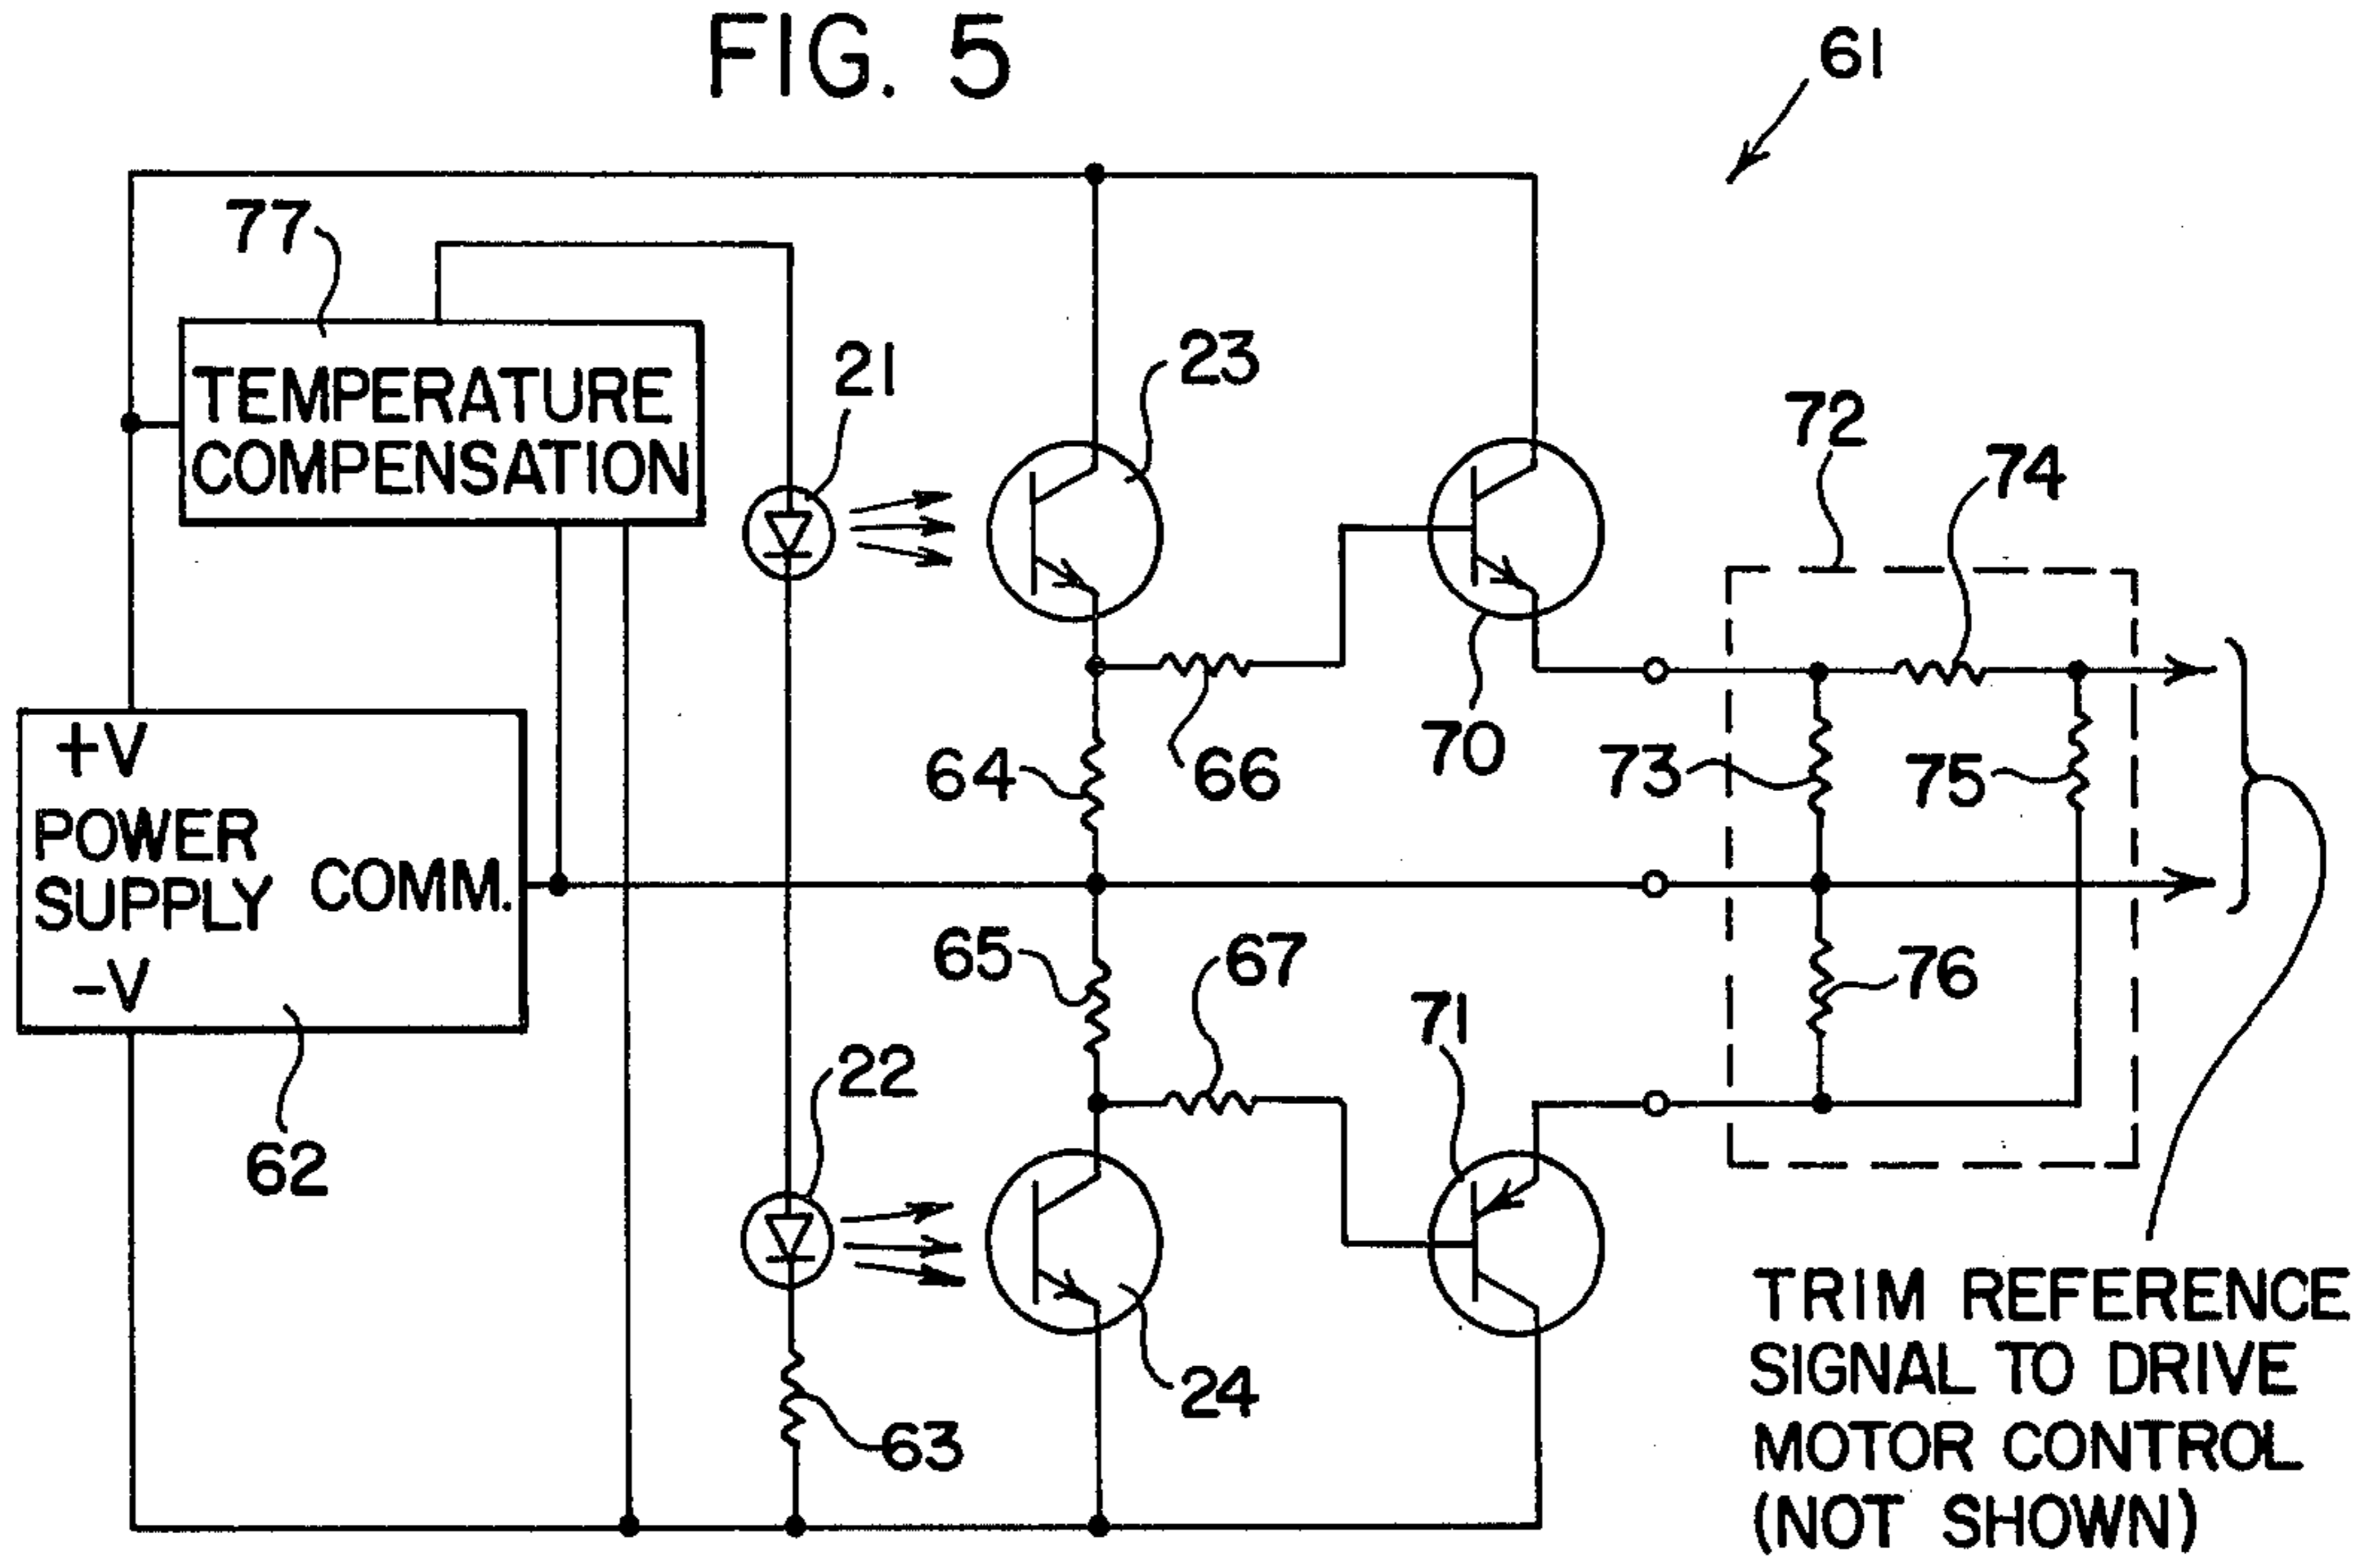 FIG. 5
61
77
TEMPERATURE
COMPENSATION
21
23
72
74
+V
POWER
SUPPLY
COMM.
-V
62
64
66
70
73
75
65
67
71
76
22
24
63
TRIM REFERENCE
SIGNAL TO DRIVE
MOTOR CONTROL
(NOT SHOWN)